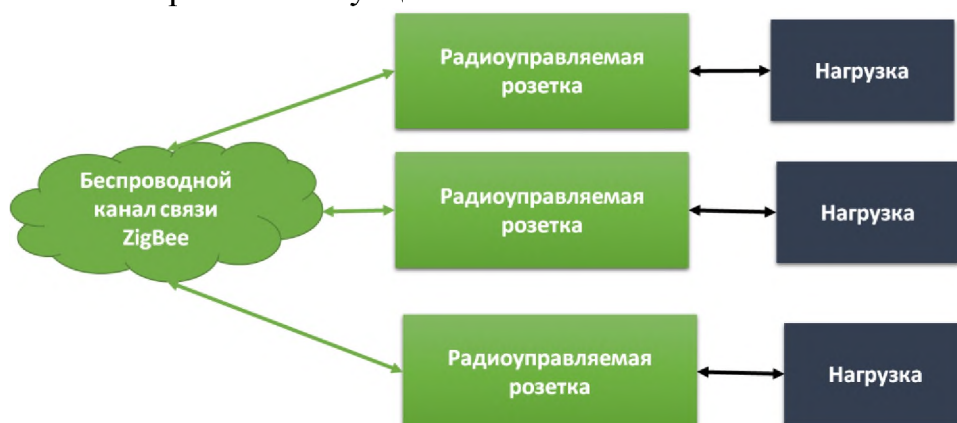 Радиоуправляемая
розетка
Нагрузка
Беспроводной
канал связи
ZigBee
Радиоуправляемая
розетка
Нагрузка
Радиоуправляемая
розетка
Нагрузка